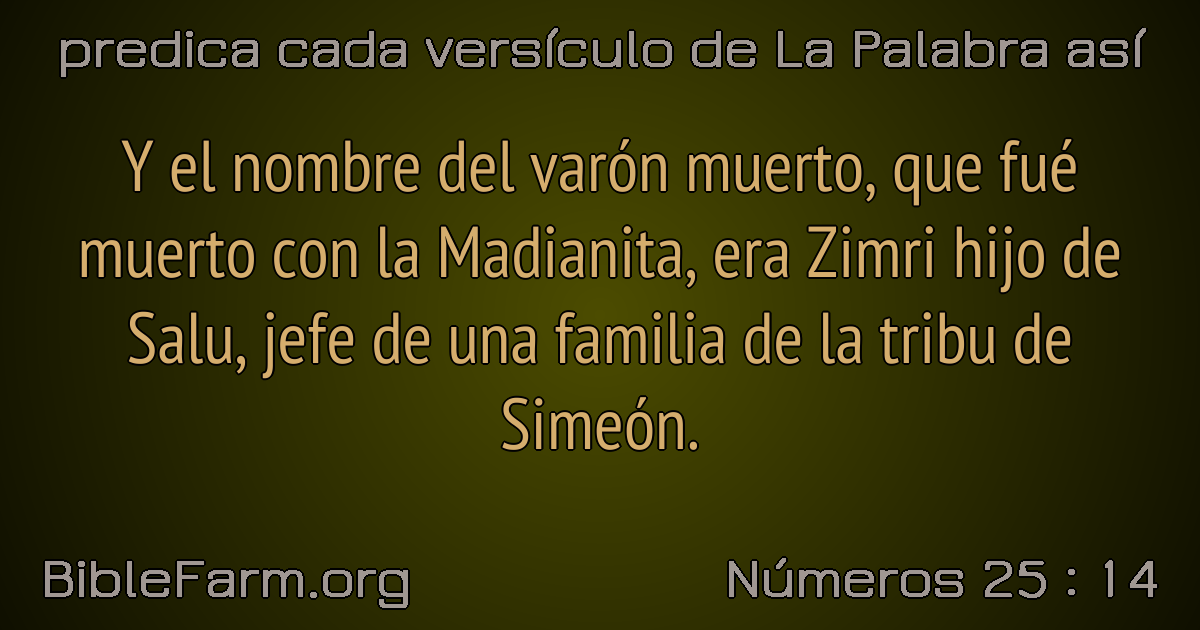 predica cada versículo de La Palabra así
Y el nombre del varón muerto, que fué
muerto con la Madianita, era Zimri hijo de
Salu, jefe de una familia de la tribu de
Simeón.
BibleFarm.org
Números 25 : 14